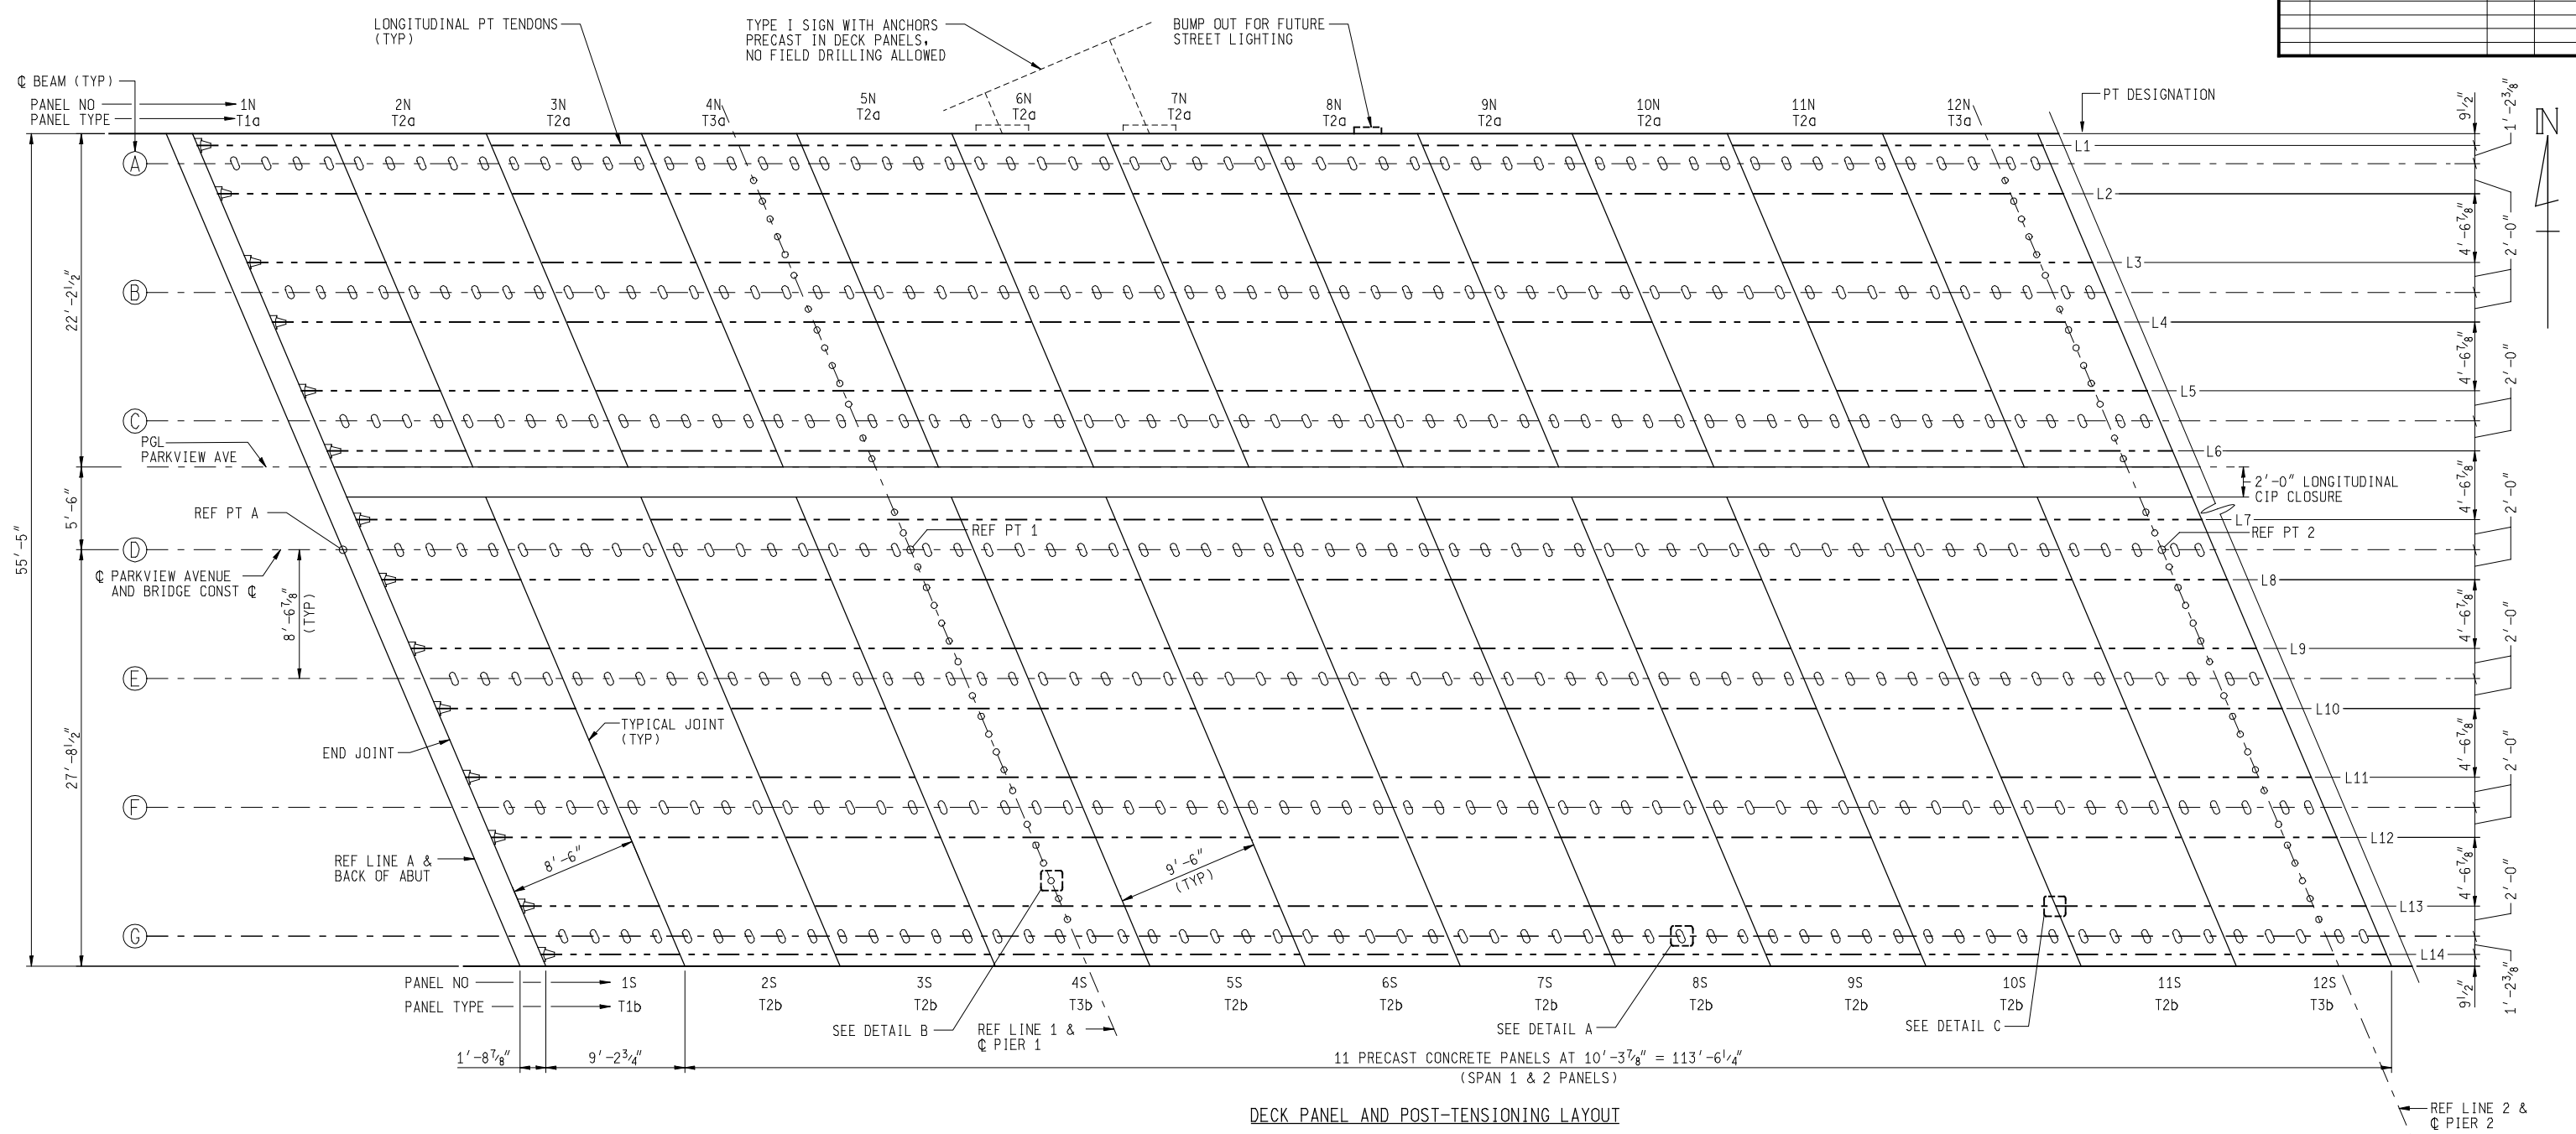 LONGITUDINAL PT TENDONS
(TYP)
TYPE I SIGN WITH ANCHORS
PRECAST IN DECK PANELS,
NO FIELD DRILLING ALLOWED
BUMP OUT FOR FUTURE
STREET LIGHTING
℄ BEAM (TYP)
PANEL NO
PANEL TYPE
1N
T1a
2N
T2a
3N
T2a
4N
T3a
5N
T2a
6N
T2a
7N
T2a
8N
T2a
9N
T2a
10N
T2a
11N
T2a
12N
T3a
PT DESIGNATION
N
A
B
C
D
E
F
G
55'-5"
22'-2½"
5'-6"
27'-8½"
PGL
PARKVIEW AVE
REF PT A
℄ PARKVIEW AVENUE
AND BRIDGE CONST ℄
8'-6⅞"
(TYP)
REF PT 1
REF PT 2
2'-0" LONGITUDINAL
CIP CLOSURE
L1
L2
L3
L4
L5
L6
L7
L8
L9
L10
L11
L12
L13
L14
9½"
1'-2⅜"
4'-6⅞"
2'-0"
4'-6⅞"
2'-0"
4'-6⅞"
2'-0"
4'-6⅞"
2'-0"
4'-6⅞"
2'-0"
4'-6⅞"
2'-0"
9½"
1'-2⅜"
TYPICAL JOINT
(TYP)
END JOINT
REF LINE A &
BACK OF ABUT
8'-6"
9'-6"
(TYP)
PANEL NO
PANEL TYPE
1S
T1b
2S
T2b
3S
T2b
4S
T3b
5S
T2b
6S
T2b
7S
T2b
8S
T2b
9S
T2b
10S
T2b
11S
T2b
12S
T3b
SEE DETAIL B
REF LINE 1 &
℄ PIER 1
SEE DETAIL A
SEE DETAIL C
1'-8⅞"
9'-2¾"
11 PRECAST CONCRETE PANELS AT 10'-3⅞" = 113'-6¼"
(SPAN 1 & 2 PANELS)
REF LINE 2 &
℄ PIER 2
DECK PANEL AND POST-TENSIONING LAYOUT